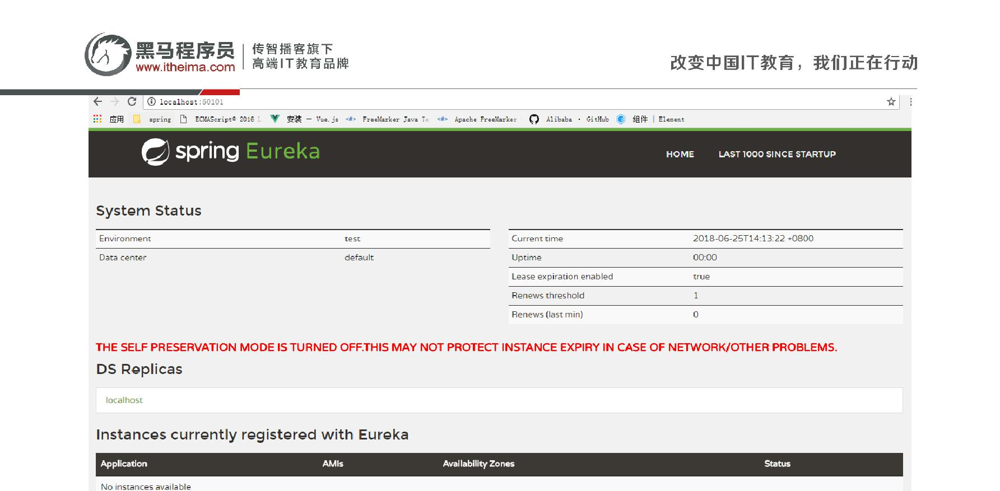 黑马程序员
www.itheima.com
传智播客旗下
高端IT教育品牌
改变中国IT教育，我们正在行动
localhost:50101
应用 spring ECMAScript® 2016 L 安装 — Vue.js FreeMarker Java Te Apache FreeMarker Alibaba · GitHub 组件 | Element
spring Eureka
HOME LAST 1000 SINCE STARTUP
System Status
Environment test
Data center default
Current time 2018-06-25T14:13:22 +0800
Uptime 00:00
Lease expiration enabled true
Renews threshold 1
Renews (last min) 0
THE SELF PRESERVATION MODE IS TURNED OFF.THIS MAY NOT PROTECT INSTANCE EXPIRY IN CASE OF NETWORK/OTHER PROBLEMS.
DS Replicas
localhost
Instances currently registered with Eureka
Application AMIs Availability Zones Status
No instances available